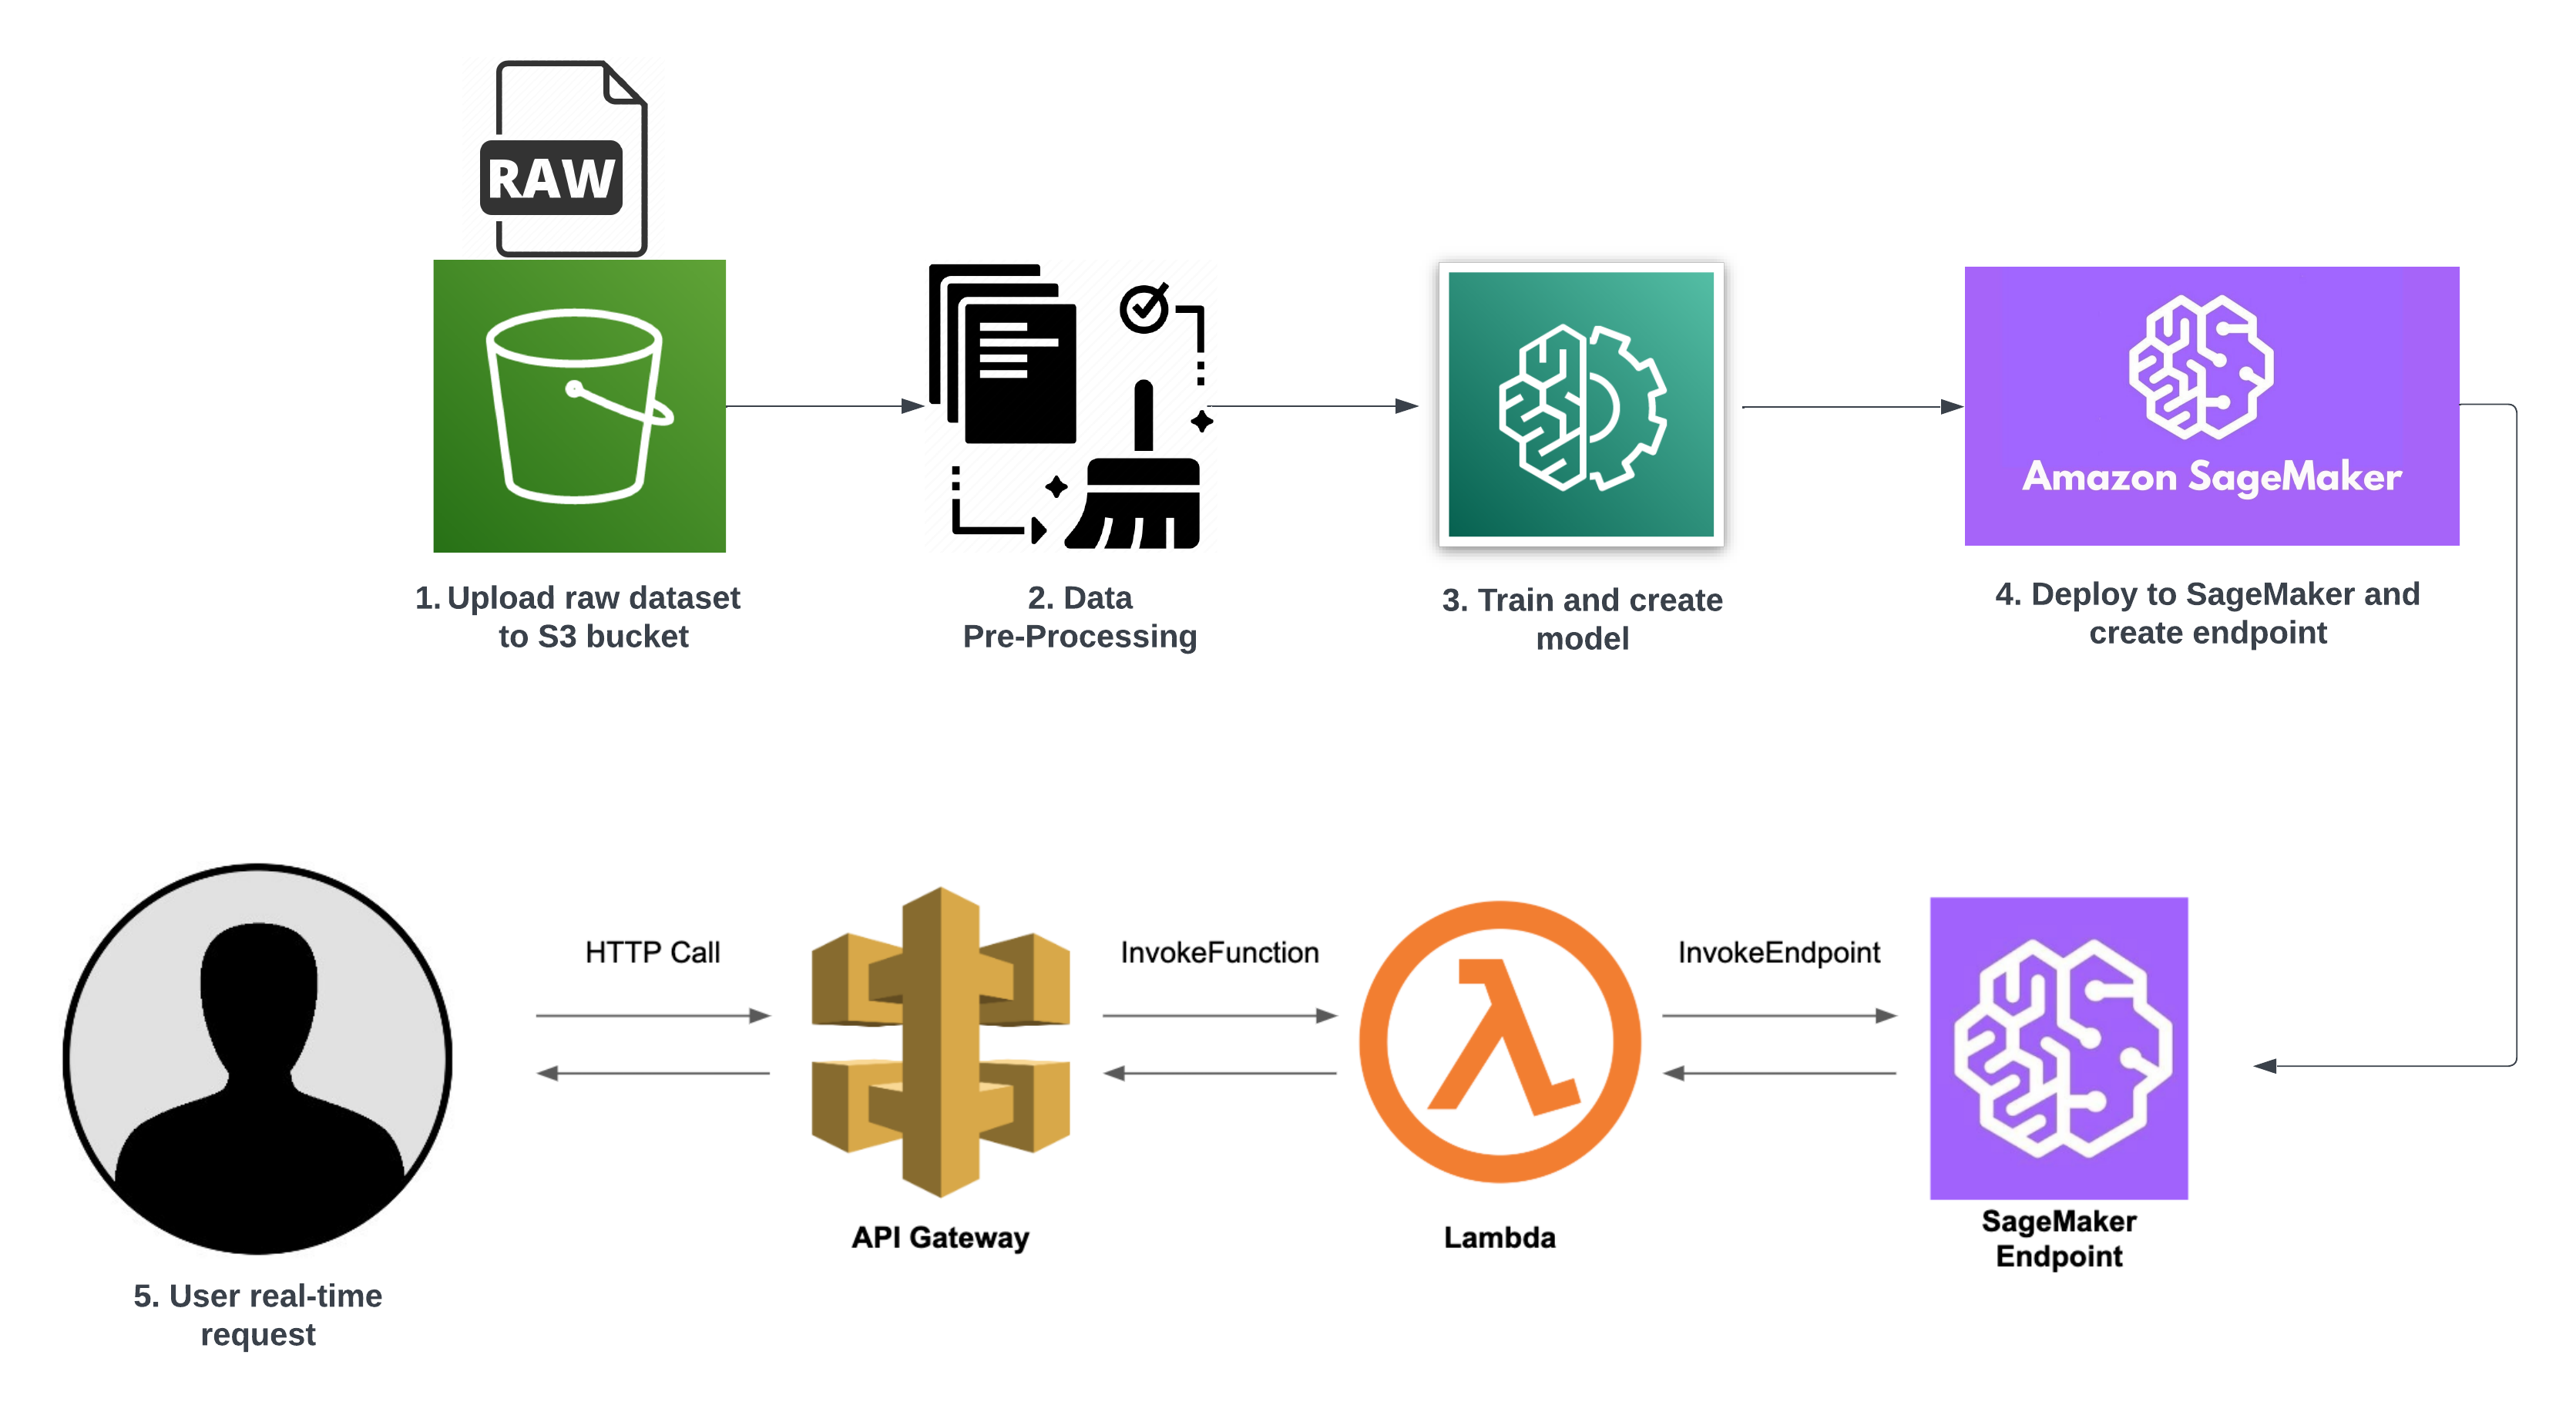 RAW
Amazon SageMaker
1. Upload raw dataset
to S3 bucket
2. Data
Pre-Processing
3. Train and create
model
4. Deploy to SageMaker and
create endpoint
HTTP Call
InvokeFunction
InvokeEndpoint
API Gateway
Lambda
SageMaker
Endpoint
5. User real-time
request